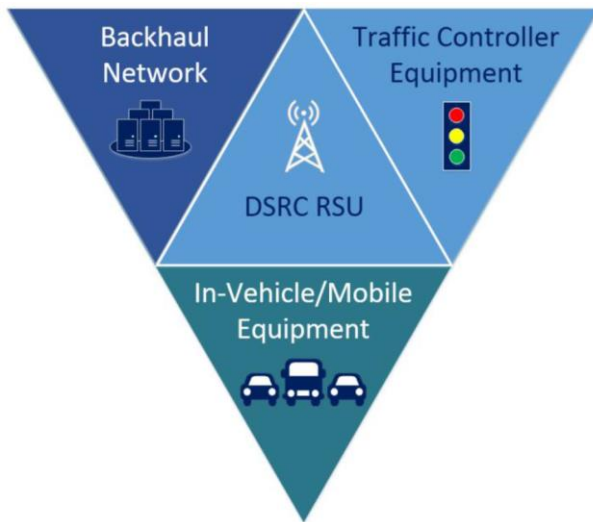 Backhaul
Network
Traffic Controller
Equipment
DSRC RSU
In-Vehicle/Mobile
Equipment